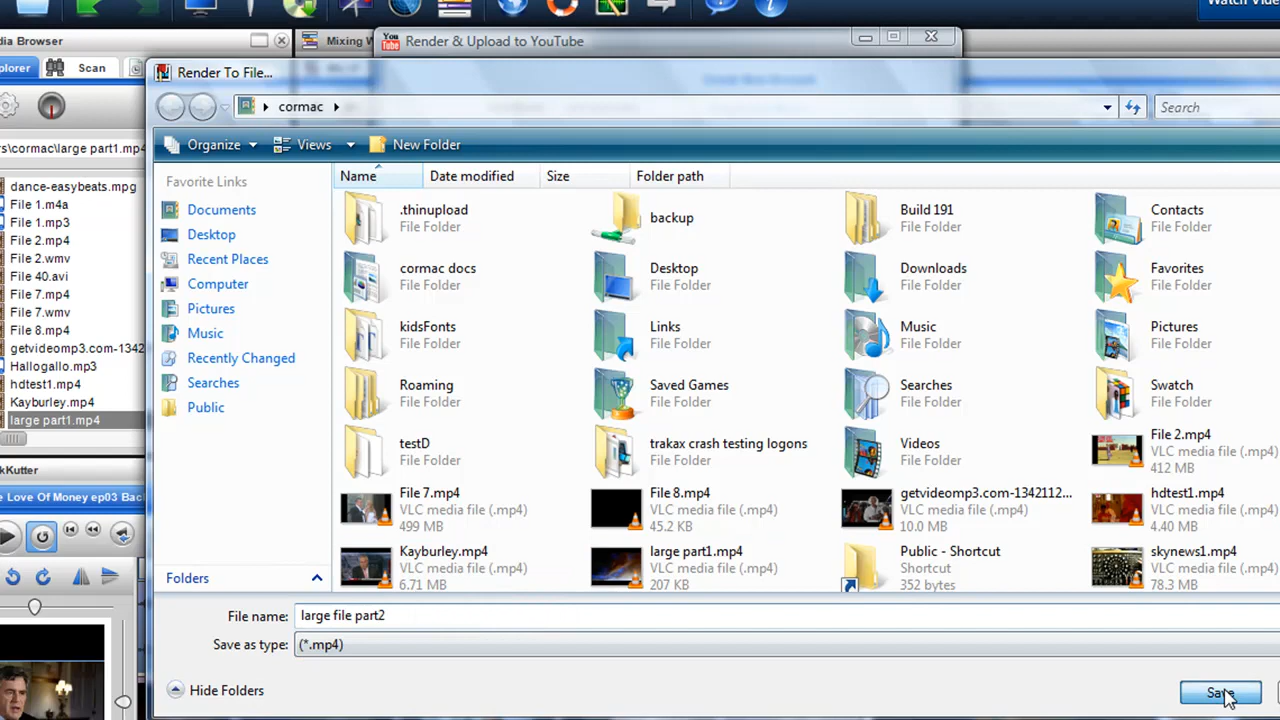 Watch Vide
dia Browser
Mixing W
Render & Upload to YouTube
plorer
Scan
Render To File...
cormac
Search
rs\cormac\large part1.mp4
Organize
Views
New Folder
Favorite Links
Name
Date modified
Size
Folder path
dance-easybeats.mpg
File 1.m4a
File 1.mp3
File 2.mp4
File 2.wmv
File 40.avi
File 7.mp4
File 7.wmv
File 8.mp4
getvideomp3.com-1342
Hallogallo.mp3
hdtest1.mp4
Kayburley.mp4
large part1.mp4
kKutter
e Love Of Money ep03 Bac
Documents
Desktop
Recent Places
Computer
Pictures
Music
Recently Changed
Searches
Public
Folders
.thinupload
File Folder
backup
Build 191
File Folder
Contacts
File Folder
cormac docs
File Folder
Desktop
File Folder
Downloads
File Folder
Favorites
File Folder
kidsFonts
File Folder
Links
File Folder
Music
File Folder
Pictures
File Folder
Roaming
File Folder
Saved Games
File Folder
Searches
File Folder
Swatch
File Folder
testD
File Folder
trakax crash testing logons
File Folder
Videos
File Folder
File 2.mp4
VLC media file (.mp4)
412 MB
File 7.mp4
VLC media file (.mp4)
499 MB
File 8.mp4
VLC media file (.mp4)
45.2 KB
getvideomp3.com-1342112...
VLC media file (.mp4)
10.0 MB
hdtest1.mp4
VLC media file (.mp4)
4.40 MB
Kayburley.mp4
VLC media file (.mp4)
6.71 MB
large part1.mp4
VLC media file (.mp4)
207 KB
Public - Shortcut
Shortcut
352 bytes
skynews1.mp4
VLC media file (.mp4)
78.3 MB
File name: large file part2
Save as type: (*.mp4)
Hide Folders
Save